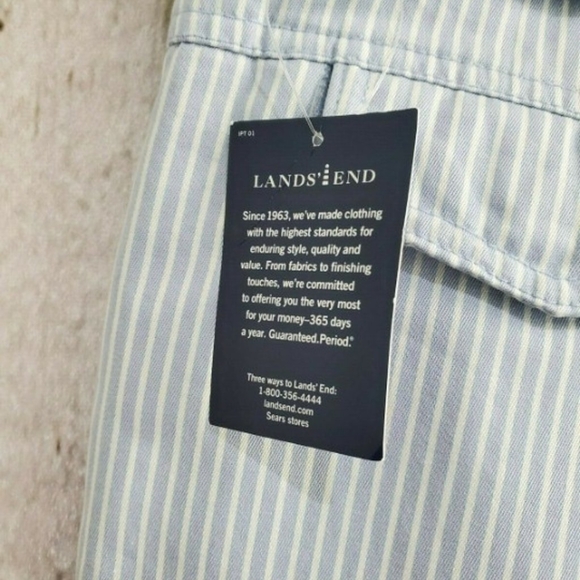 IPT 01
LANDS' END
Since 1963, we've made clothing
with the highest standards for
enduring style, quality and
value. From fabrics to finishing
touches, we're committed
to offering you the very most
for your money–365 days
a year. Guaranteed.Period.®
Three ways to Lands' End:
1-800-356-4444
landsend.com
Sears stores